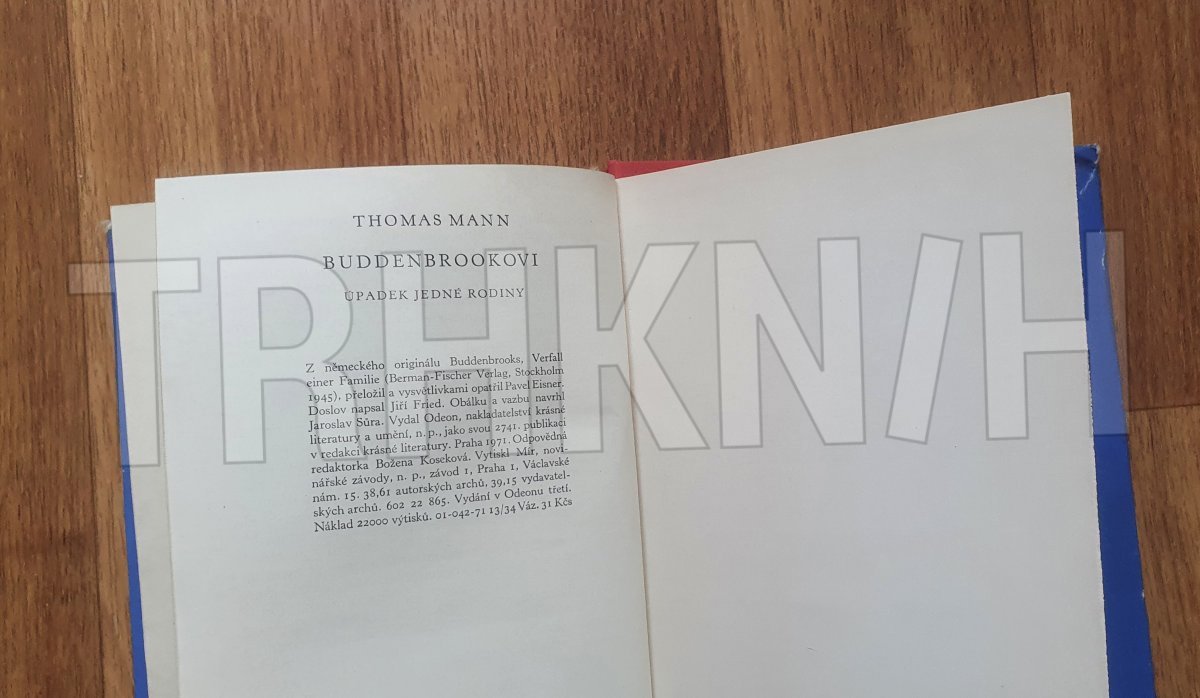 THOMAS MANN
BUDDENBROOKOVI
ÚPADEK JEDNÉ RODINY
Z německého originálu Buddenbrooks, Verfall
einer Familie (Berman-Fischer Verlag, Stockholm
1945), přeložil a vysvětlivkami opatřil Pavel Eisner.
Doslov napsal Jiří Fried. Obálku a vazbu navrhl
Jaroslav Šůra. Vydal Odeon, nakladatelství krásné
literatury a umění, n. p., jako svou 2741. publikaci
v redakci krásné literatury. Praha 1971. Odpovědná
redaktorka Božena Koseková. Vytiskl Mír, novi-
nářské závody, n. p., závod 1, Praha 1, Václavské
nám. 15. 38,61 autorských archů, 39,15 vydavatel-
ských archů. 602 22 865. Vydání v Odeonu třetí.
Náklad 22000 výtisků. 01-042-71 13/34 Váz. 31 Kčs
TRHKNIH